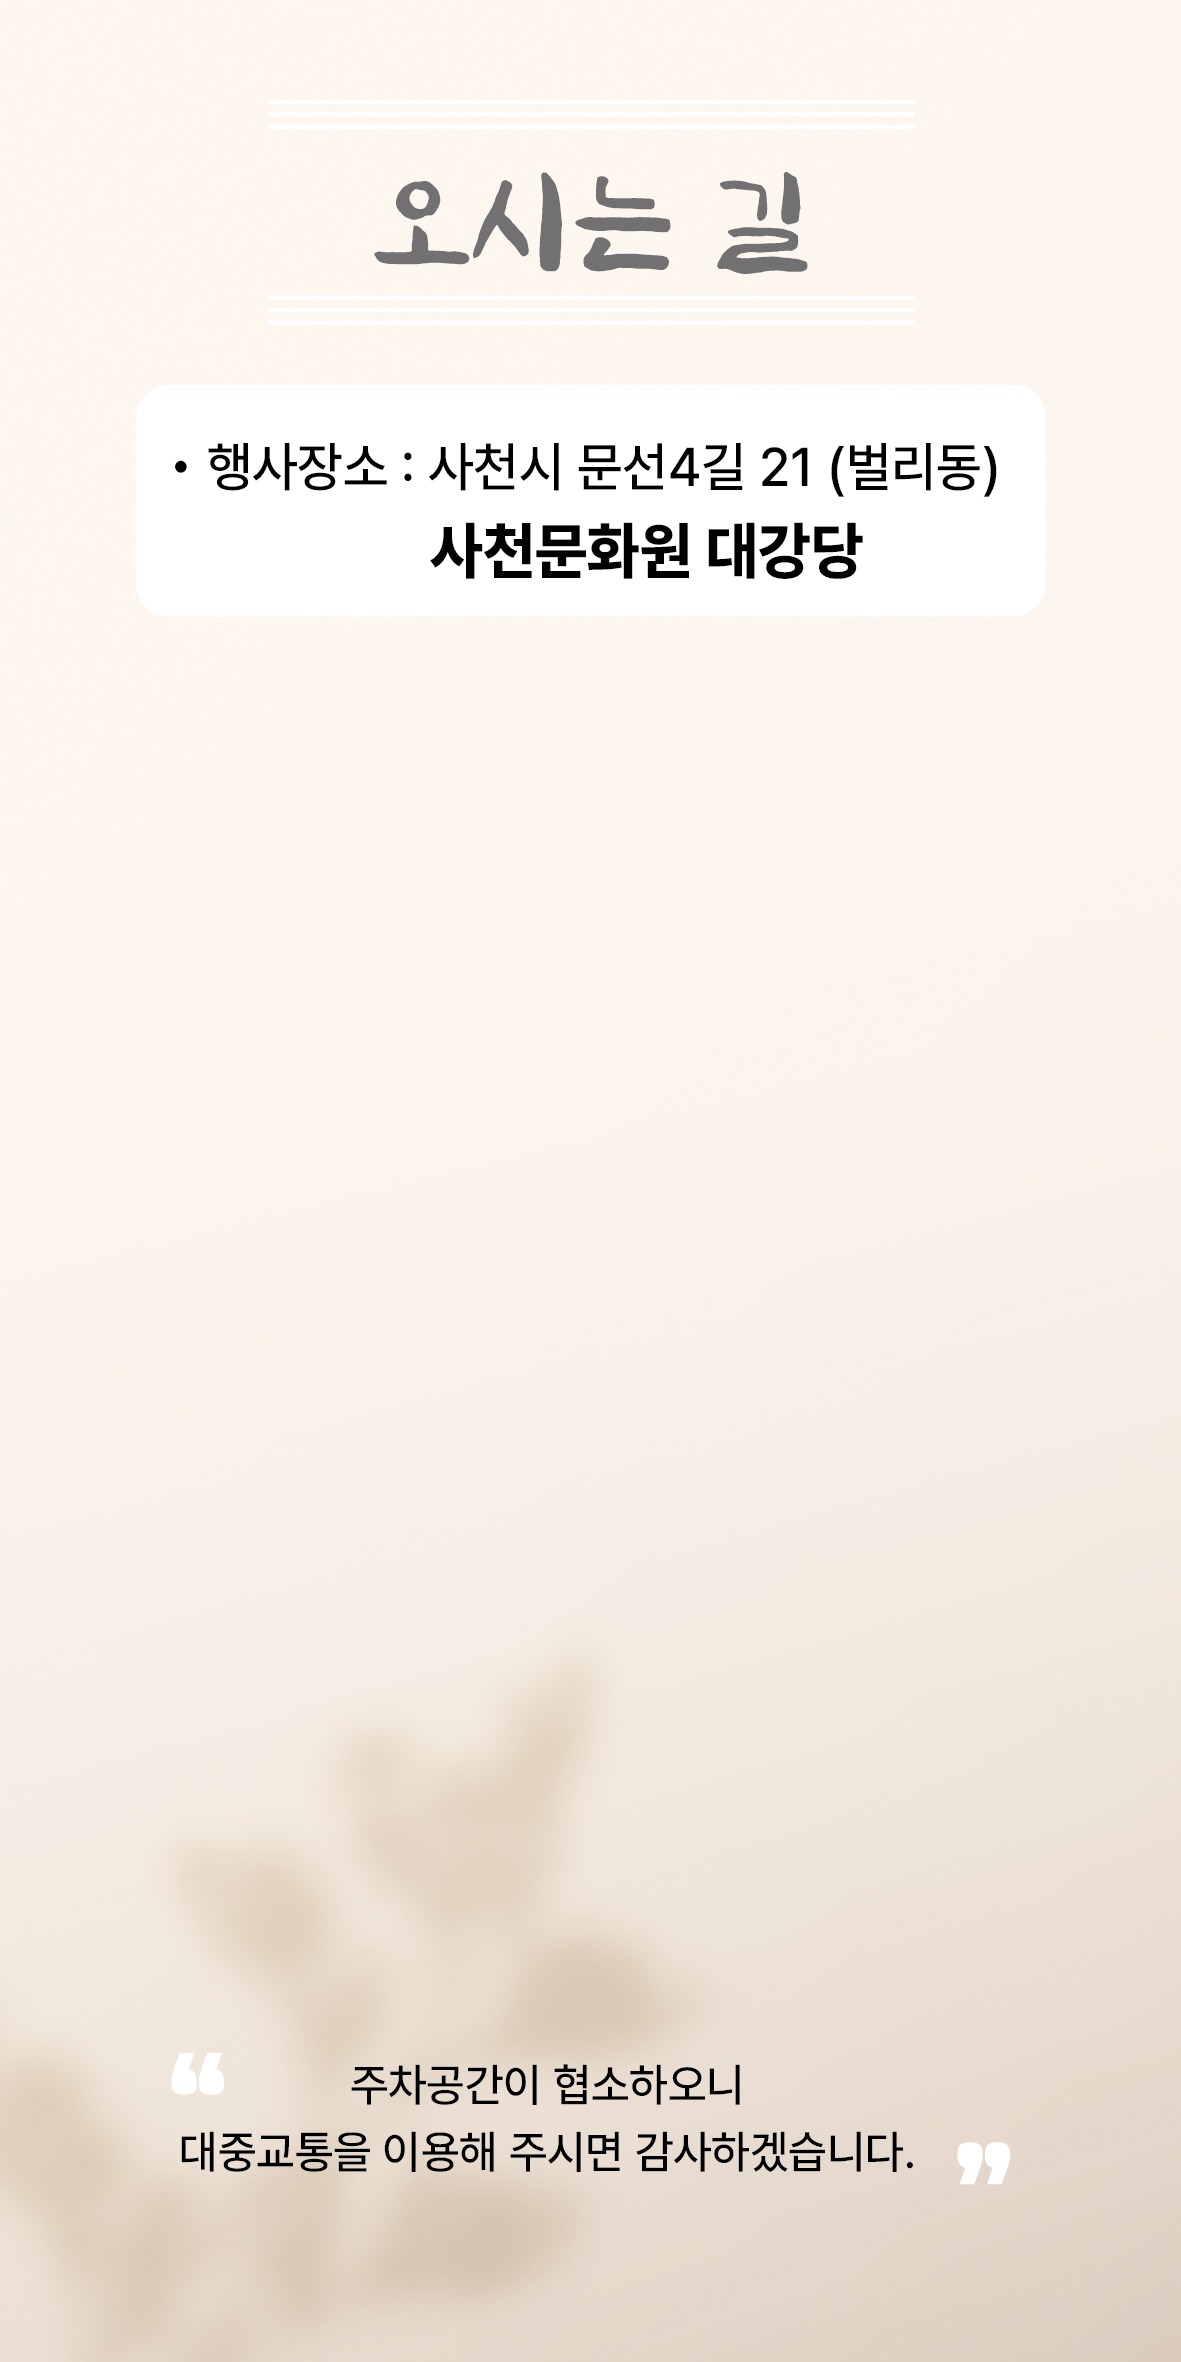 오시는 길
• 행사장소 : 사천시 문선4길 21 (벌리동)
사천문화원 대강당
❝ 주차공간이 협소하오니
대중교통을 이용해 주시면 감사하겠습니다. ❞